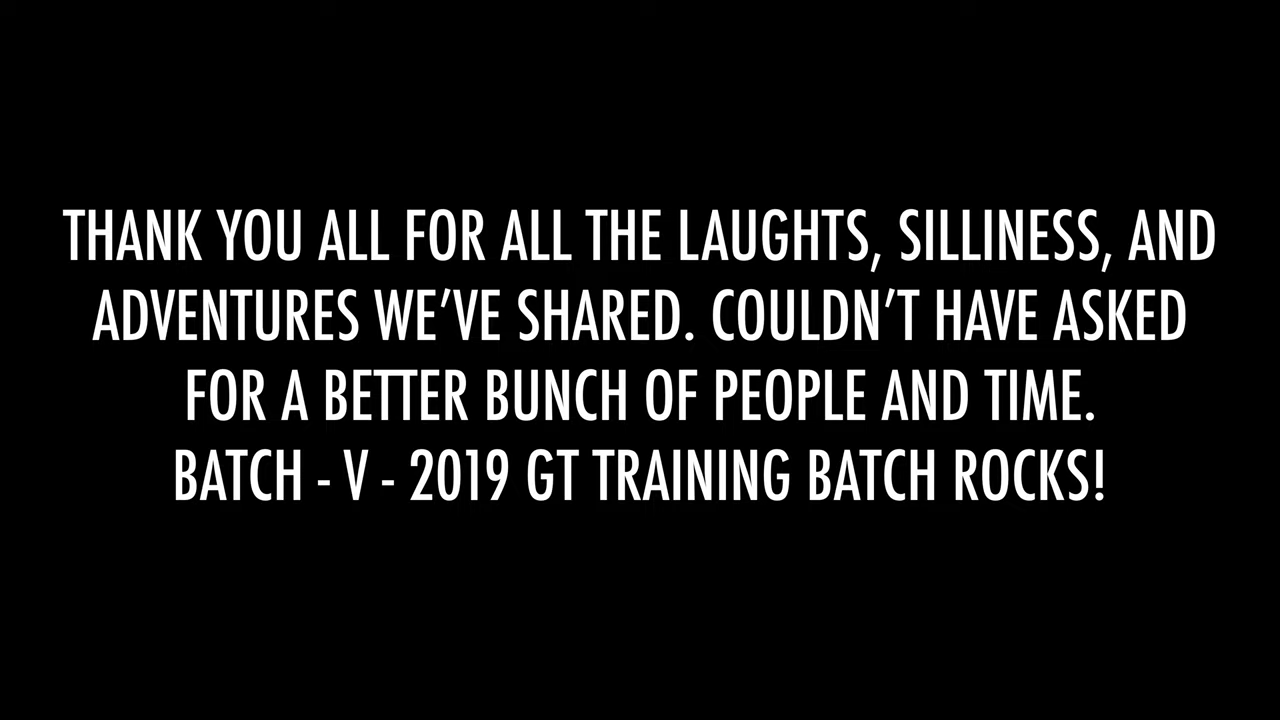 THANK YOU ALL FOR ALL THE LAUGHTS, SILLINESS, AND
ADVENTURES WE’VE SHARED. COULDN’T HAVE ASKED
FOR A BETTER BUNCH OF PEOPLE AND TIME.
BATCH - V - 2019 GT TRAINING BATCH ROCKS!